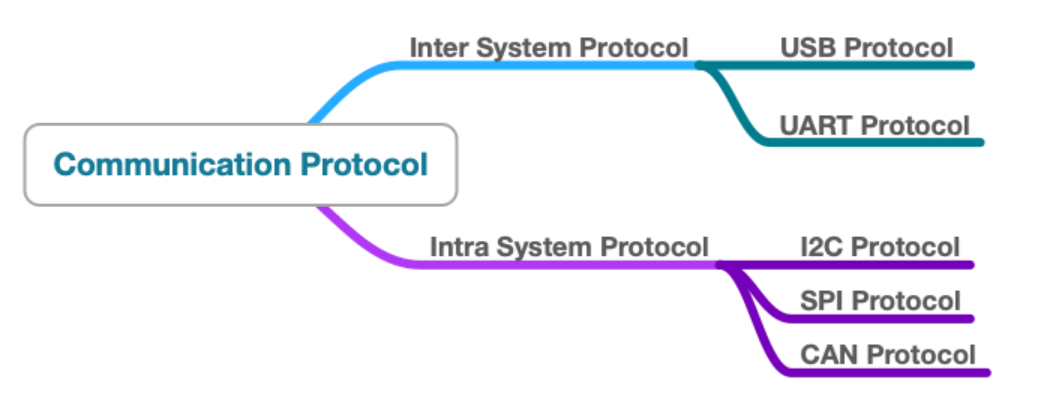 Communication Protocol
Inter System Protocol
USB Protocol
UART Protocol
Intra System Protocol
I2C Protocol
SPI Protocol
CAN Protocol